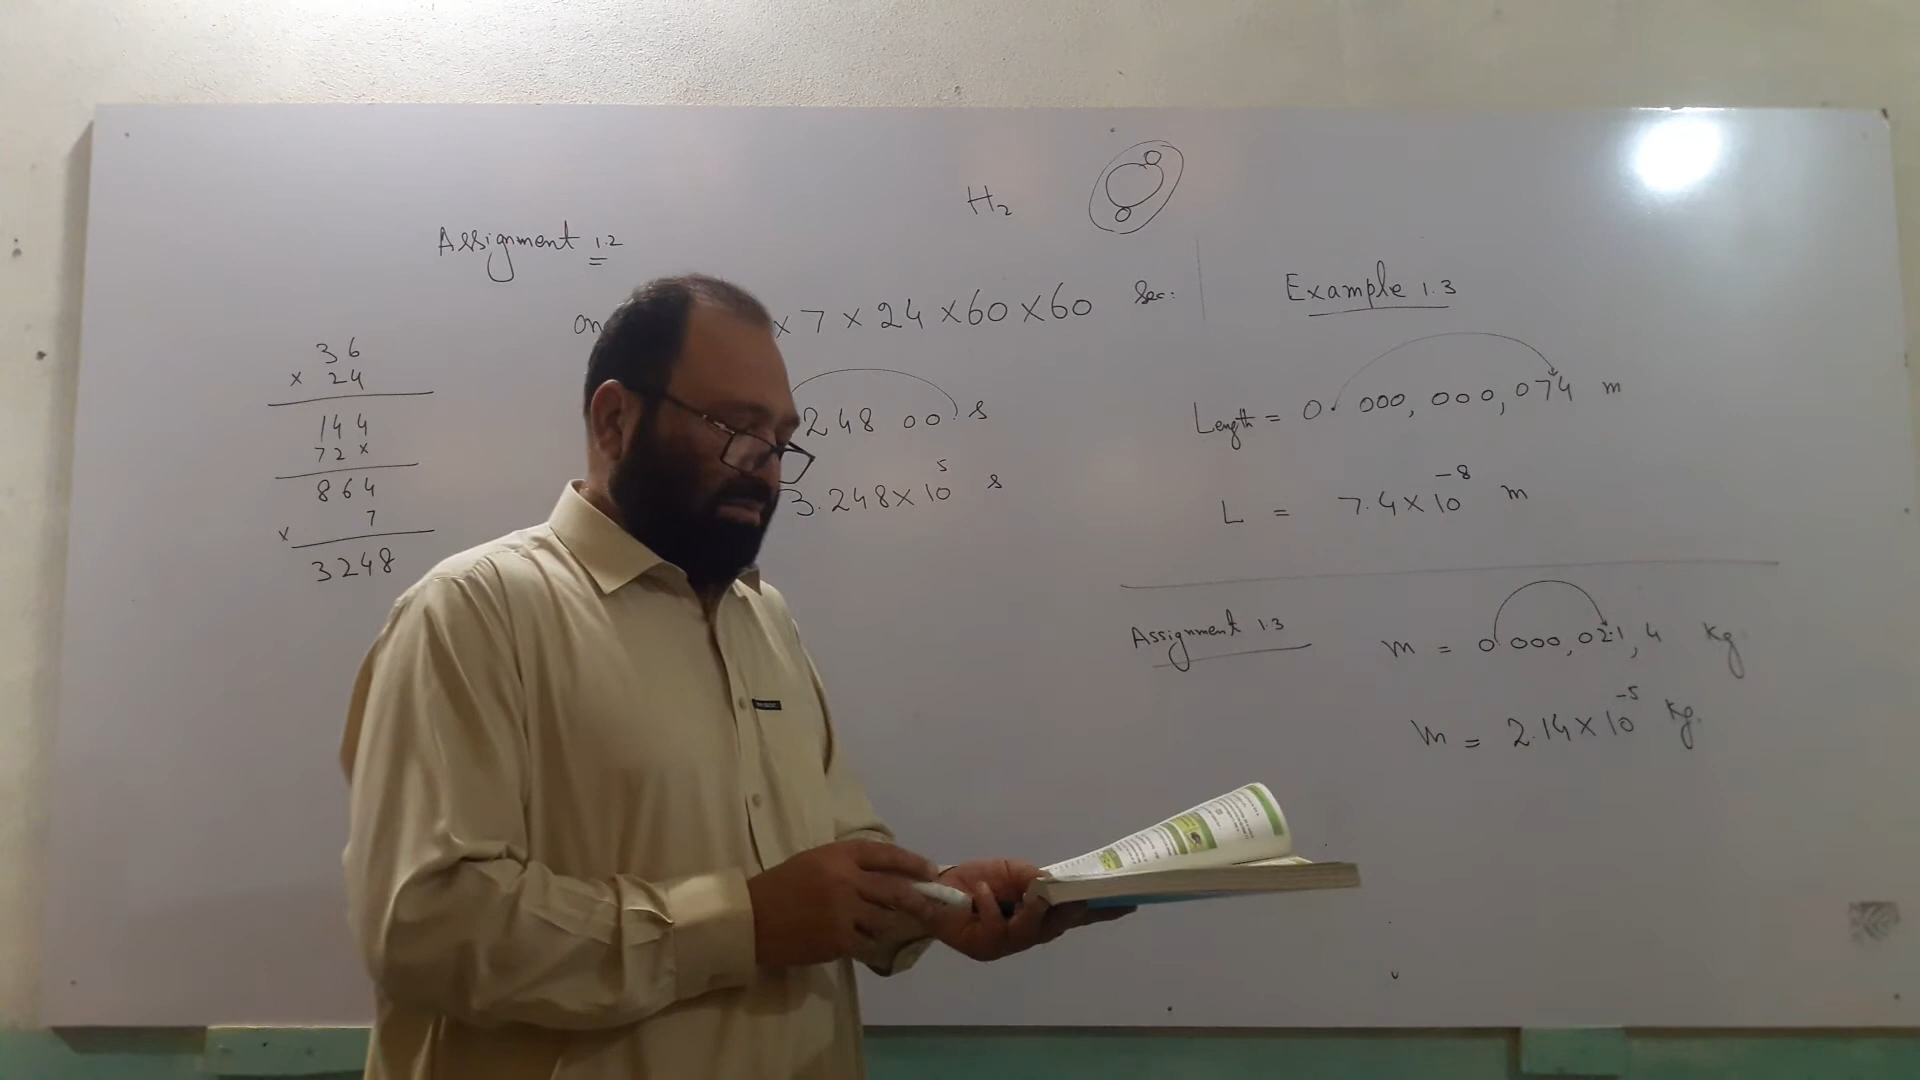 H₂
Assignment 1.2
on × 7 × 24 × 60 × 60 Sec:
248 00. s
3.248 × 10⁵ s
36
× 24
144
72 ×
864
× 7
3248
Example 1.3
Length = 0. 000, 000, 074 m
L = 7.4 × 10⁻⁸ m
Assignment 1.3
m = 0 000, 021, 4 Kg
m = 2.14 × 10⁻⁵ Kg.